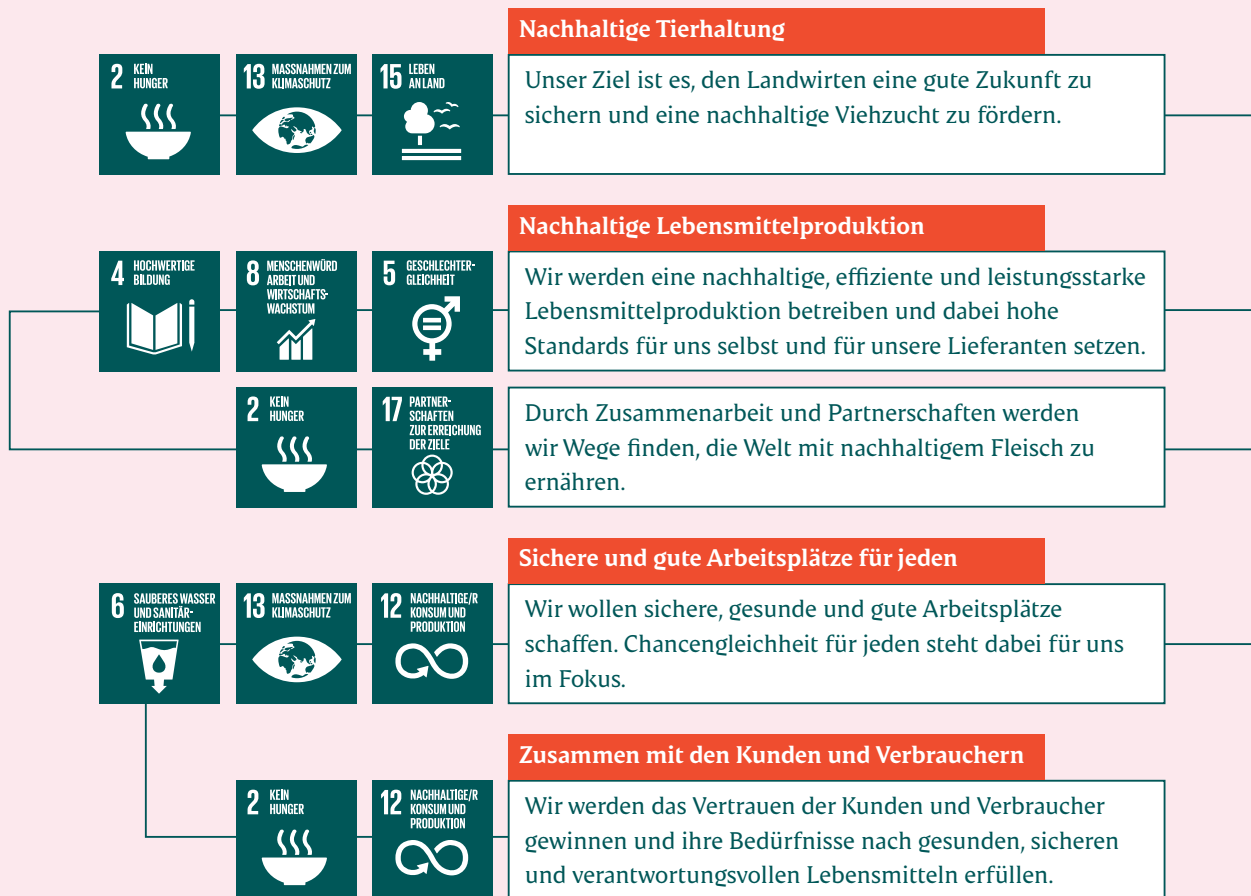 Nachhaltige Tierhaltung
2 KEIN
HUNGER
13 MASSNAHMEN ZUM
KLIMASCHUTZ
15 LEBEN
AN LAND
Unser Ziel ist es, den Landwirten eine gute Zukunft zu
sichern und eine nachhaltige Viehzucht zu fördern.
Nachhaltige Lebensmittelproduktion
4 HOCHWERTIGE
BILDUNG
8 MENSCHENWÜRD
ARBEIT UND
WIRTSCHAFTS-
WACHSTUM
5 GESCHLECHTER-
GLEICHHEIT
Wir werden eine nachhaltige, effiziente und leistungsstarke
Lebensmittelproduktion betreiben und dabei hohe
Standards für uns selbst und für unsere Lieferanten setzen.
2 KEIN
HUNGER
17 PARTNER-
SCHAFTEN
ZUR ERREICHUNG
DER ZIELE
Durch Zusammenarbeit und Partnerschaften werden
wir Wege finden, die Welt mit nachhaltigem Fleisch zu
ernähren.
Sichere und gute Arbeitsplätze für jeden
6 SAUBERES WASSER
UND SANITÄR-
EINRICHTUNGEN
13 MASSNAHMEN ZUM
KLIMASCHUTZ
12 NACHHALTIGE/R
KONSUM UND
PRODUKTION
Wir wollen sichere, gesunde und gute Arbeitsplätze
schaffen. Chancengleichheit für jeden steht dabei für uns
im Fokus.
Zusammen mit den Kunden und Verbrauchern
2 KEIN
HUNGER
12 NACHHALTIGE/R
KONSUM UND
PRODUKTION
Wir werden das Vertrauen der Kunden und Verbraucher
gewinnen und ihre Bedürfnisse nach gesunden, sicheren
und verantwortungsvollen Lebensmitteln erfüllen.